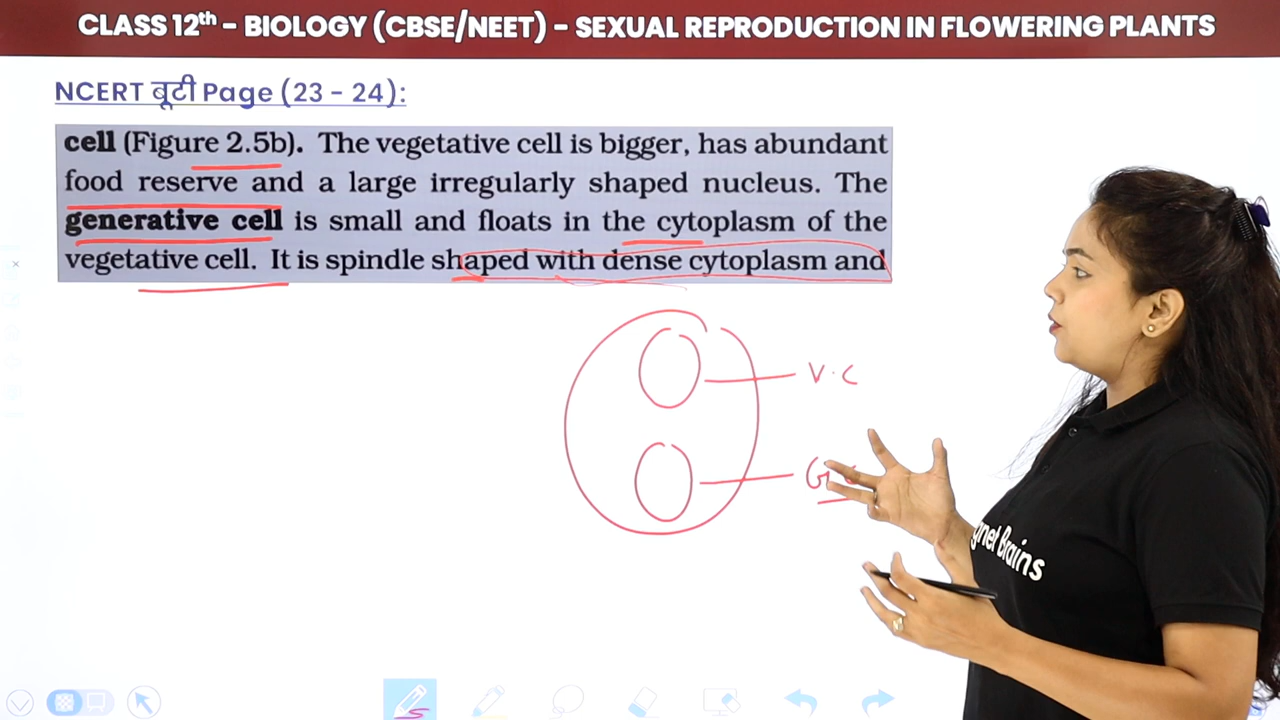 CLASS 12th – BIOLOGY (CBSE/NEET) - SEXUAL REPRODUCTION IN FLOWERING PLANTS
NCERT बूटी Page (23 - 24):
cell (Figure 2.5b). The vegetative cell is bigger, has abundant
food reserve and a large irregularly shaped nucleus. The
generative cell is small and floats in the cytoplasm of the
vegetative cell. It is spindle shaped with dense cytoplasm and
V.C
gnet Brains